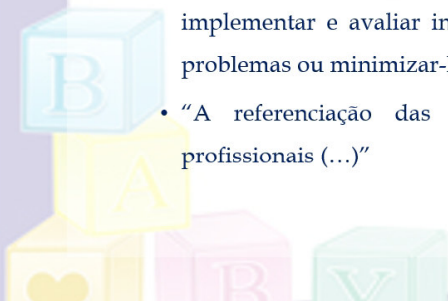 implementar e avaliar in
problemas ou minimizar-
• “A referenciação das
profissionais (…)”
B
A
B
Y